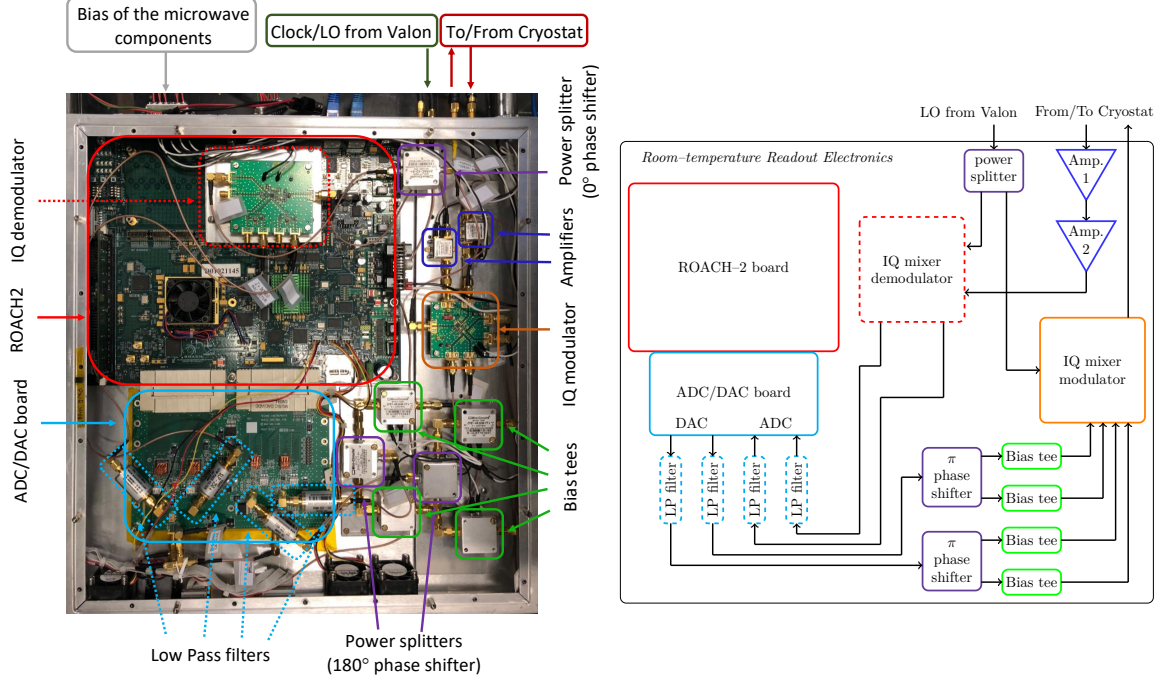 Bias of the microwave
components
Clock/LO from Valon
To/From Cryostat
Power splitter
(0° phase shifter)
IQ demodulator
Amplifiers
ROACH2
IQ modulator
ADC/DAC board
Bias tees
Low Pass filters
Power splitters
(180° phase shifter)
LO from Valon
From/To Cryostat
Room–temperature Readout Electronics
power
splitter
Amp.
1
Amp.
2
ROACH–2 board
IQ mixer
demodulator
IQ mixer
modulator
ADC/DAC board
DAC
ADC
LP filter
LP filter
LP filter
LP filter
π
phase
shifter
Bias tee
Bias tee
π
phase
shifter
Bias tee
Bias tee